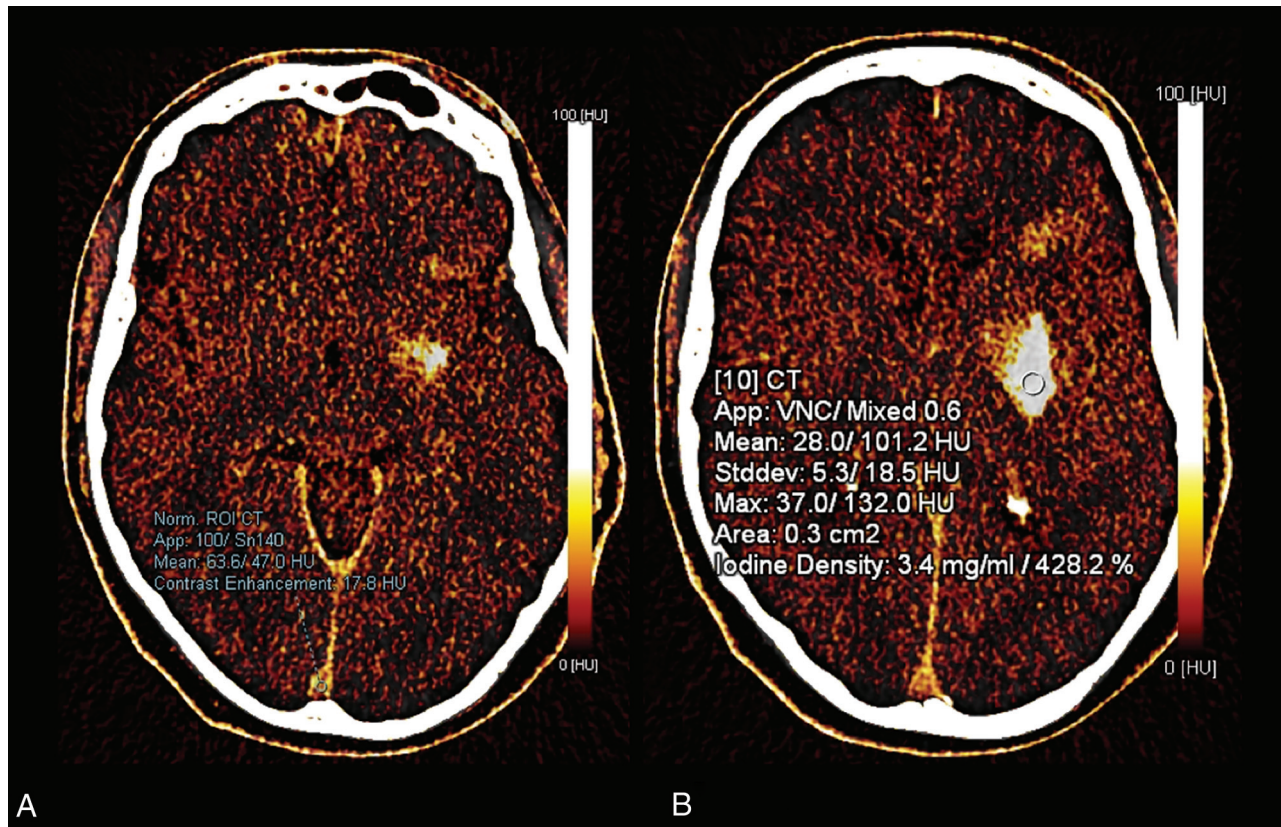 100 [HU]
Norm. ROI CT
App: 100/ Sn140
Mean: 63.6/ 47.0 HU
Contrast Enhancement: 17.8 HU
0 [HU]
A
100 [HU]
[10] CT
App: VNC/ Mixed 0.6
Mean: 28.0/ 101.2 HU
Stddev: 5.3/ 18.5 HU
Max: 37.0/ 132.0 HU
Area: 0.3 cm2
Iodine Density: 3.4 mg/ml / 428.2 %
0 [HU]
B